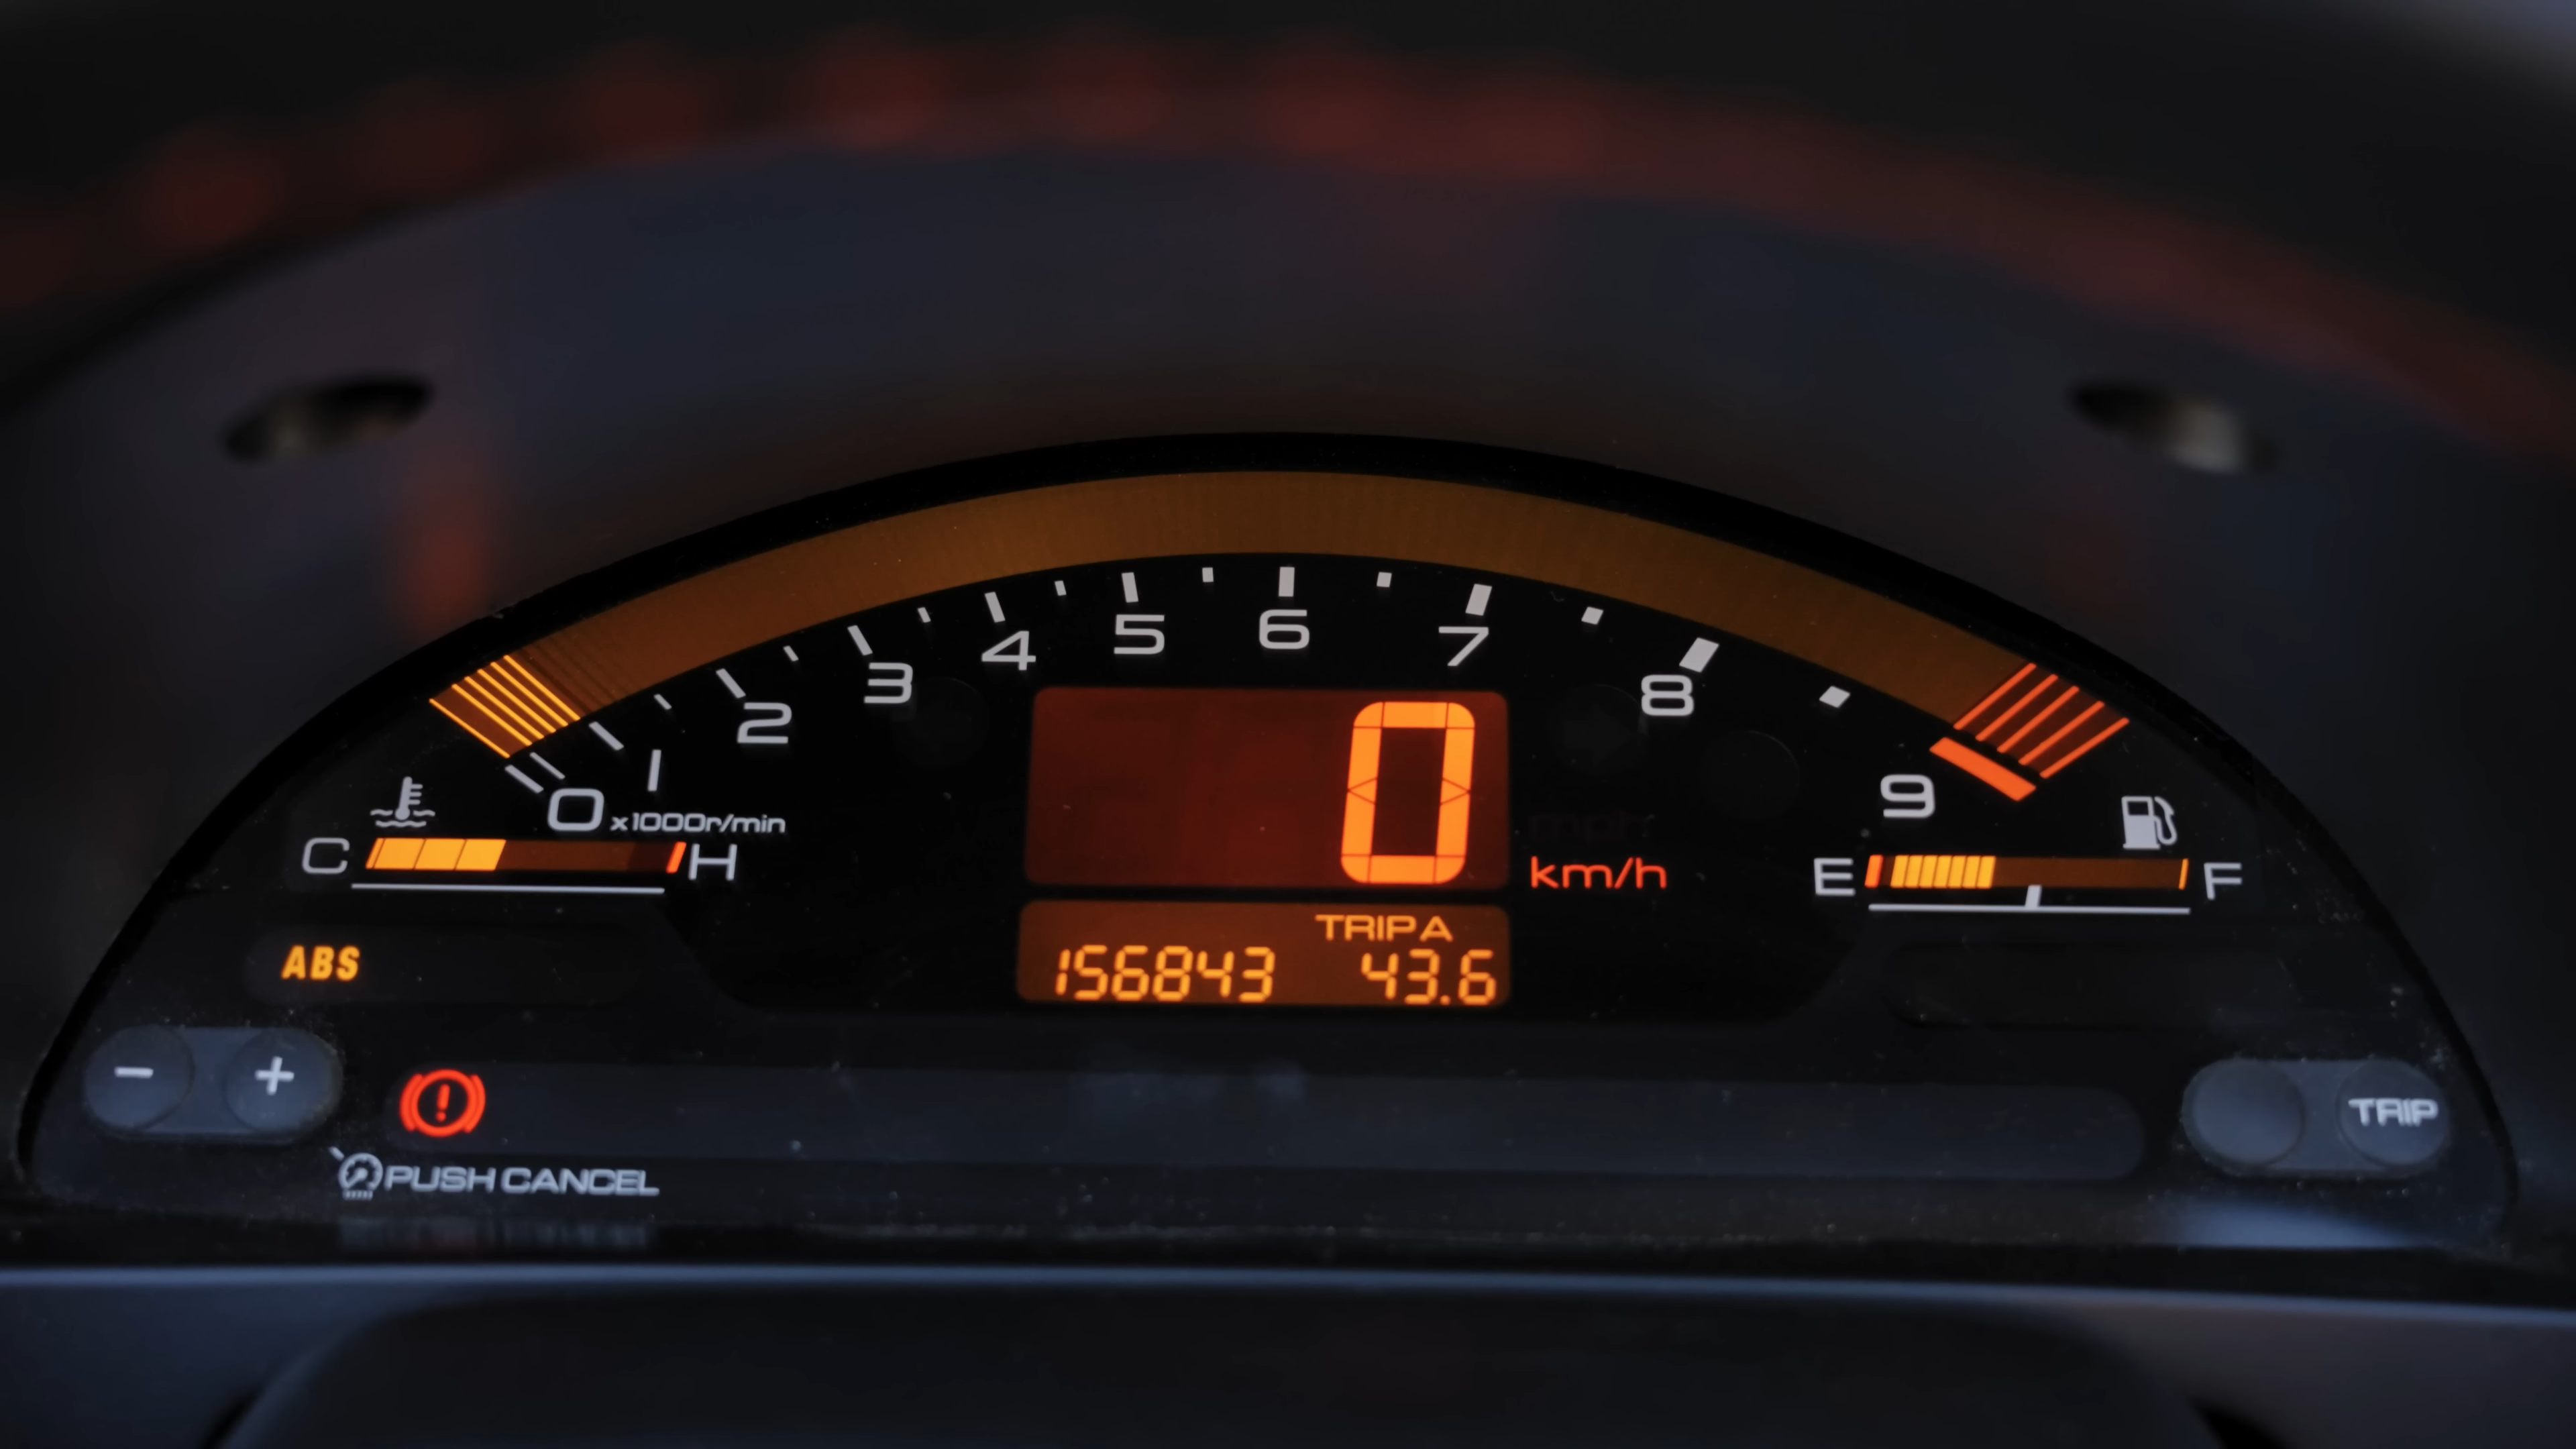 5 6 7
4 8
3
2
1 9
0 x1000r/min
0
mph
C H
km/h
E F
TRIP A
ABS
156843 43.6
- +
!
TRIP
PUSH CANCEL